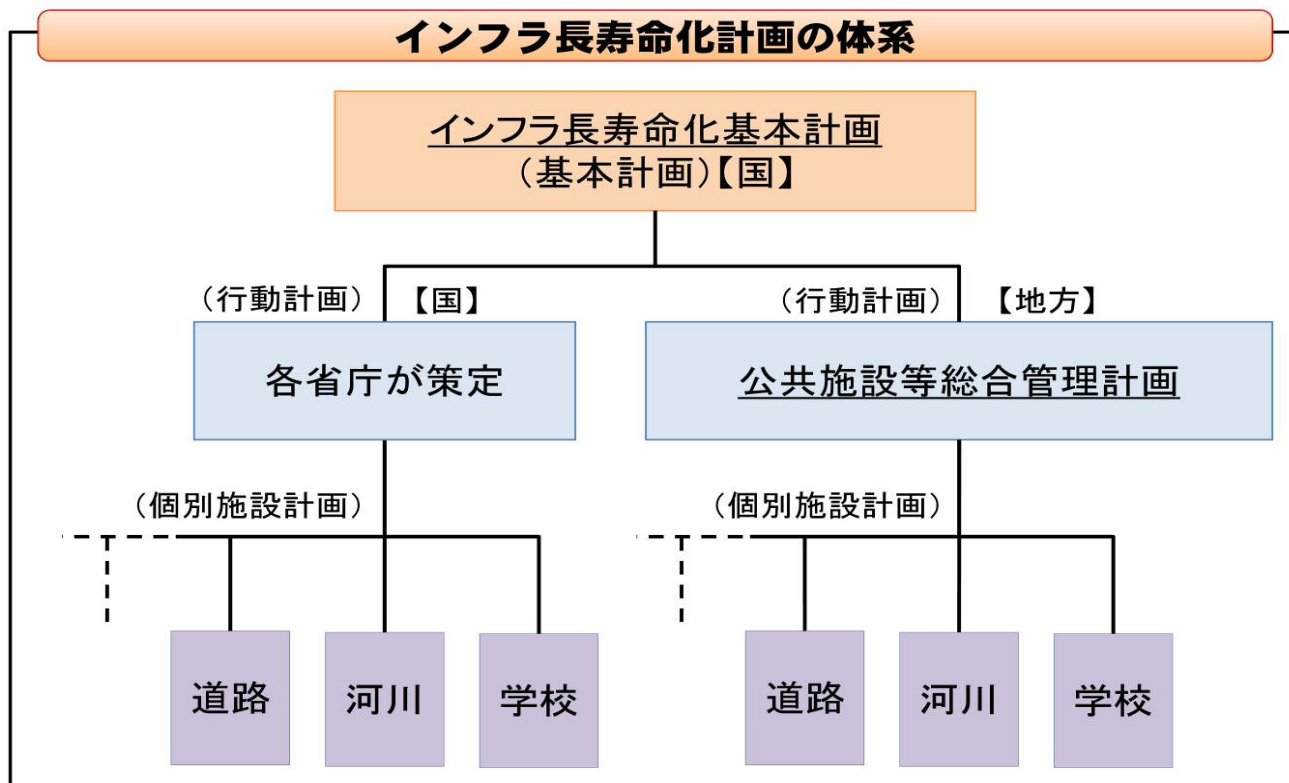 インフラ長寿命化計画の体系
インフラ長寿命化基本計画
(基本計画)【国】
(行動計画) 【国】
(行動計画) 【地方】
各省庁が策定
公共施設等総合管理計画
(個別施設計画)
(個別施設計画)
道路
河川
学校
道路
河川
学校